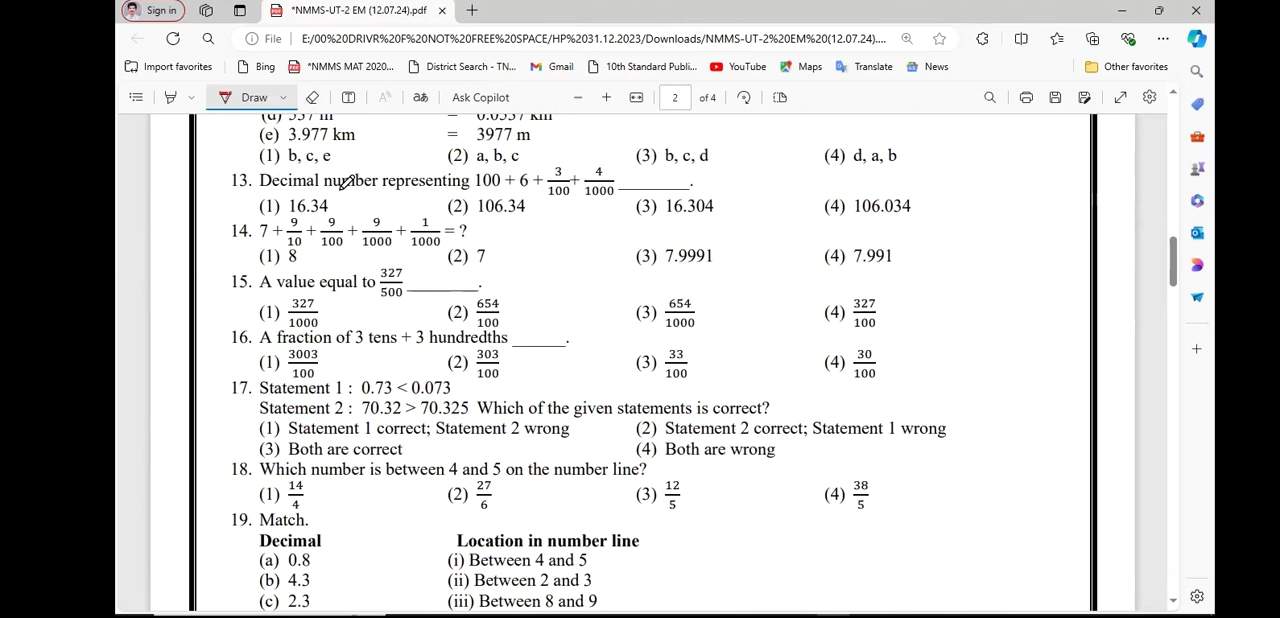 Sign in
*NMMS-UT-2 EM (12.07.24).pdf
File E:/00%20DRIVR%20F%20NOT%20FREE%20SPACE/HP%2031.12.2023/Downloads/NMMS-UT-2%20EM%20(12.07.24)....
Import favorites Bing *NMMS MAT 2020... District Search - TN... Gmail 10th Standard Publi... YouTube Maps Translate News Other favorites
Draw aあ Ask Copilot 2 of 4
(d) 537 m = 0.0537 km
(e) 3.977 km = 3977 m
(1) b, c, e (2) a, b, c (3) b, c, d (4) d, a, b
13. Decimal number representing 100 + 6 + 3/100 + 4/1000 ________.
(1) 16.34 (2) 106.34 (3) 16.304 (4) 106.034
14. 7 + 9/10 + 9/100 + 9/1000 + 1/1000 = ?
(1) 8 (2) 7 (3) 7.9991 (4) 7.991
15. A value equal to 327/500 ________.
(1) 327/1000 (2) 654/100 (3) 654/1000 (4) 327/100
16. A fraction of 3 tens + 3 hundredths ______.
(1) 3003/100 (2) 303/100 (3) 33/100 (4) 30/100
17. Statement 1 : 0.73 < 0.073
Statement 2 : 70.32 > 70.325 Which of the given statements is correct?
(1) Statement 1 correct; Statement 2 wrong (2) Statement 2 correct; Statement 1 wrong
(3) Both are correct (4) Both are wrong
18. Which number is between 4 and 5 on the number line?
(1) 14/4 (2) 27/6 (3) 12/5 (4) 38/5
19. Match.
Decimal Location in number line
(a) 0.8 (i) Between 4 and 5
(b) 4.3 (ii) Between 2 and 3
(c) 2.3 (iii) Between 8 and 9